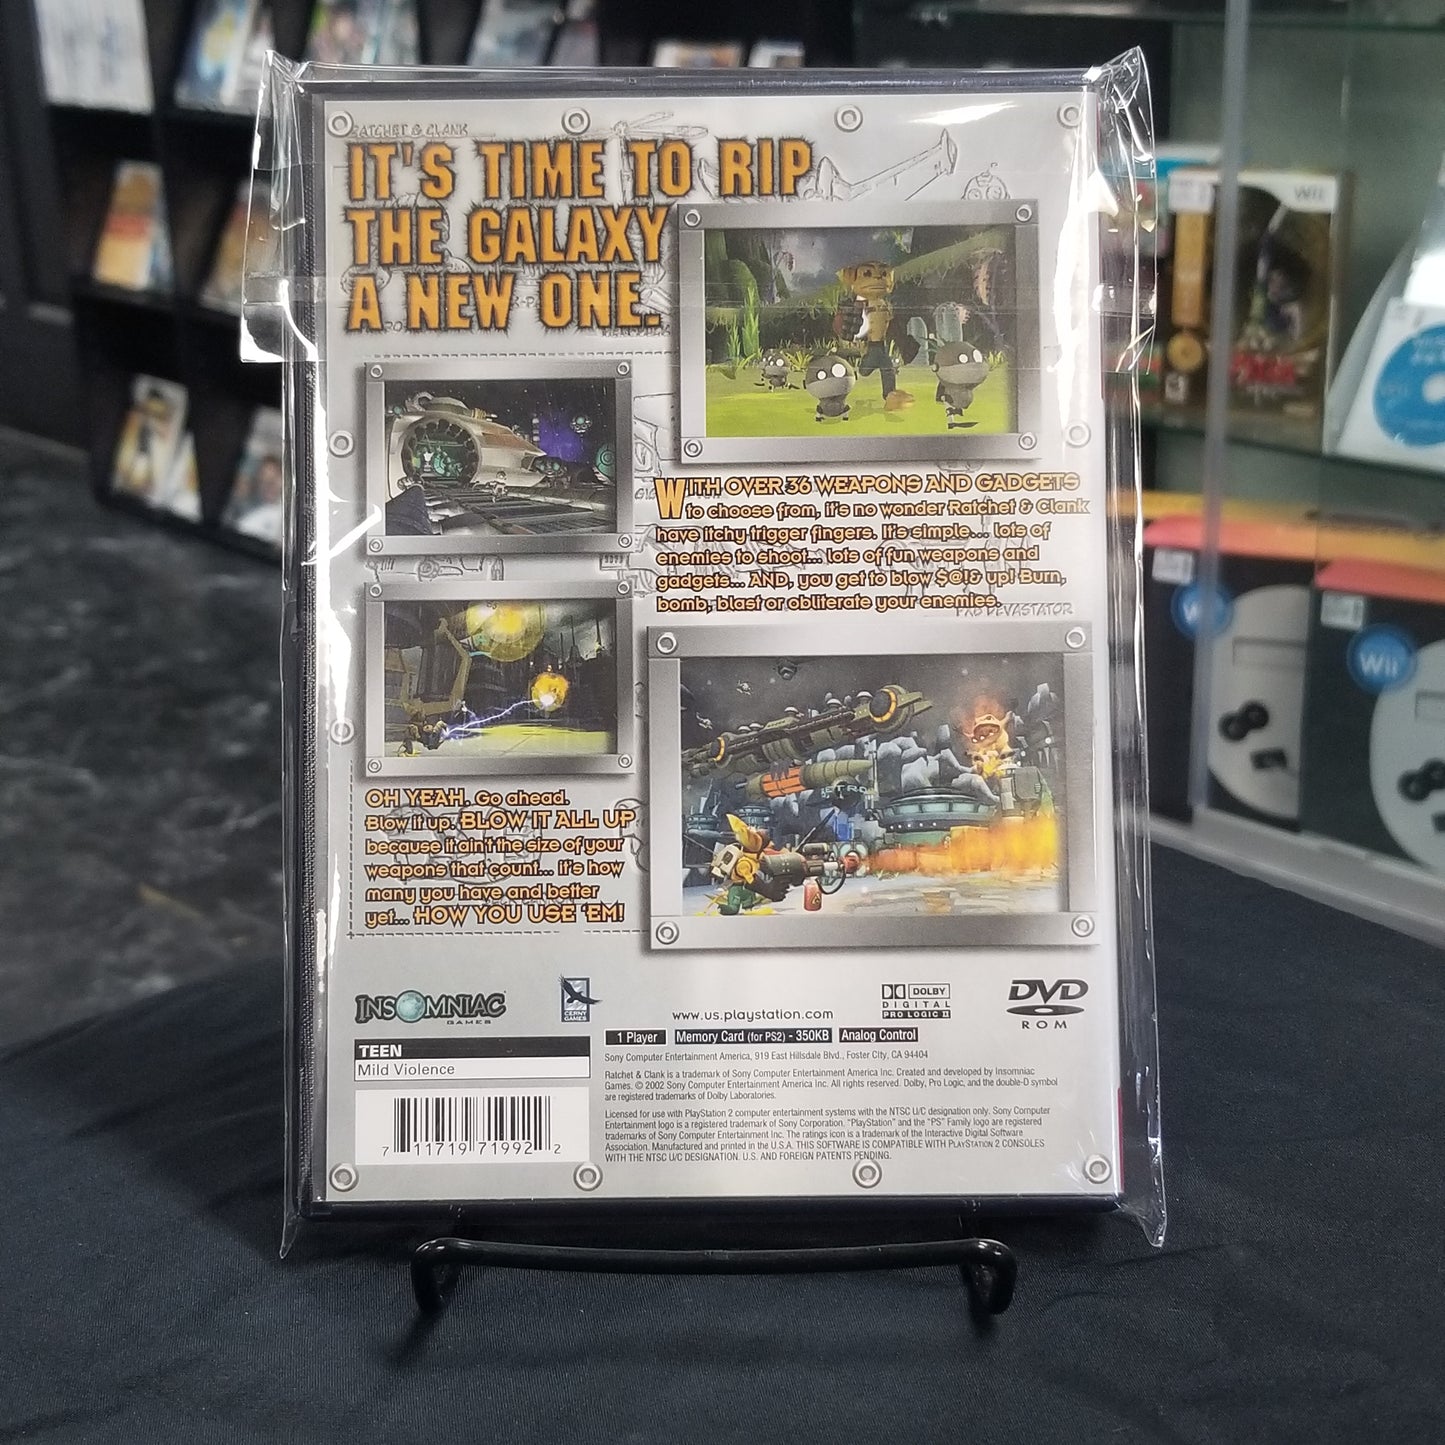 RATCHET & CLANK
IT'S TIME TO RIP
THE GALAXY
A NEW ONE.
WITH OVER 36 WEAPONS AND GADGETS
to choose from, it's no wonder Ratchet & Clank
have itchy trigger fingers. It's simple... lots of
enemies to shoot... lots of fun weapons and
gadgets... AND, you get to blow $@!& up! Burn,
bomb, blast or obliterate your enemies.
DEVASTATOR
OH YEAH. Go ahead.
Blow it up. BLOW IT ALL UP
because it ain't the size of your
weapons that count... it's how
many you have and better
yet... HOW YOU USE 'EM!
INSOMNIAC
GAMES
CERNY
GAMES
www.us.playstation.com
DOLBY
DIGITAL
PRO LOGIC II
DVD
ROM
1 Player Memory Card (for PS2) - 350KB Analog Control
TEEN
Mild Violence
7 11719 71992 2
Sony Computer Entertainment America, 919 East Hillsdale Blvd., Foster City, CA 94404
Ratchet & Clank is a trademark of Sony Computer Entertainment America Inc. Created and developed by Insomniac
Games. © 2002 Sony Computer Entertainment America Inc. All rights reserved. Dolby, Pro Logic, and the double-D symbol
are registered trademarks of Dolby Laboratories.
Licensed for use with PlayStation 2 computer entertainment systems with the NTSC U/C designation only. Sony Computer
Entertainment logo is a registered trademark of Sony Corporation. "PlayStation" and the "PS" Family logo are registered
trademarks of Sony Computer Entertainment Inc. The ratings icon is a trademark of the Interactive Digital Software
Association. Manufactured and printed in the U.S.A. THIS SOFTWARE IS COMPATIBLE WITH PLAYSTATION 2 CONSOLES
WITH THE NTSC U/C DESIGNATION. U.S. AND FOREIGN PATENTS PENDING.
Wii
Wii
Wii